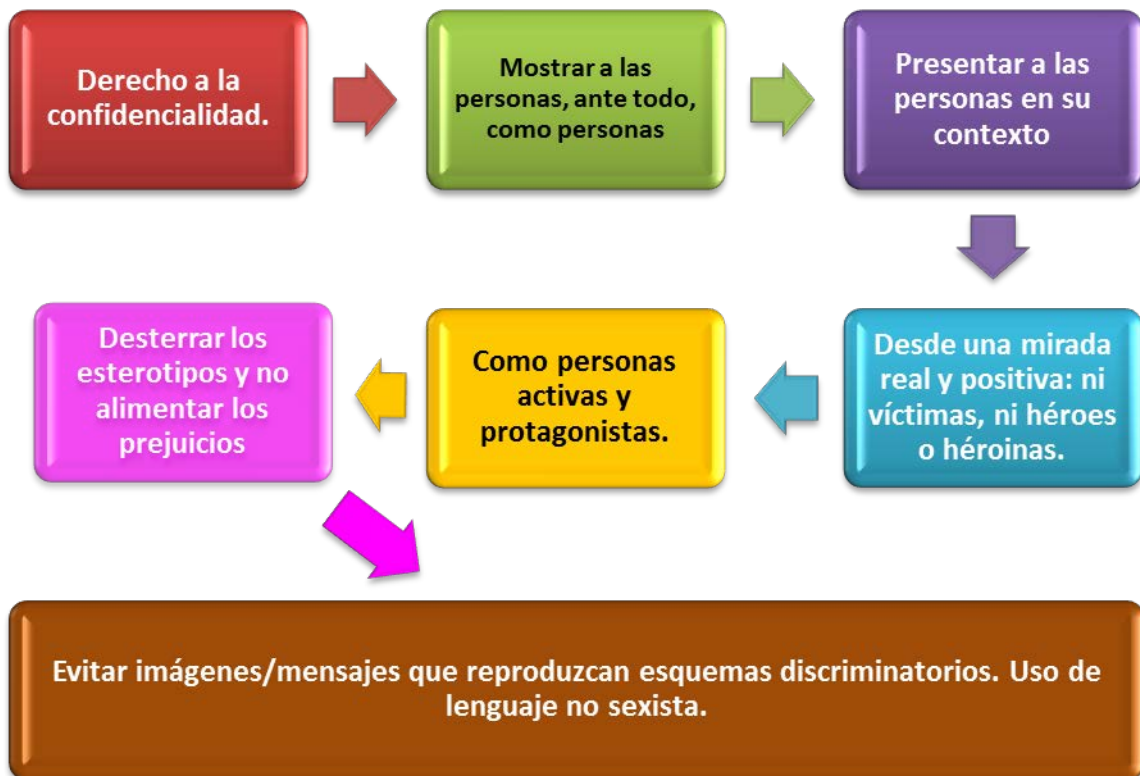 Derecho a la
confidencialidad.
Mostrar a las
personas, ante todo,
como personas
Presentar a las
personas en su
contexto
Desde una mirada
real y positiva: ni
víctimas, ni héroes
o héroinas.
Como personas
activas y
protagonistas.
Desterrar los
esterotipos y no
alimentar los
prejuicios
Evitar imágenes/mensajes que reproduzcan esquemas discriminatorios. Uso de
lenguaje no sexista.